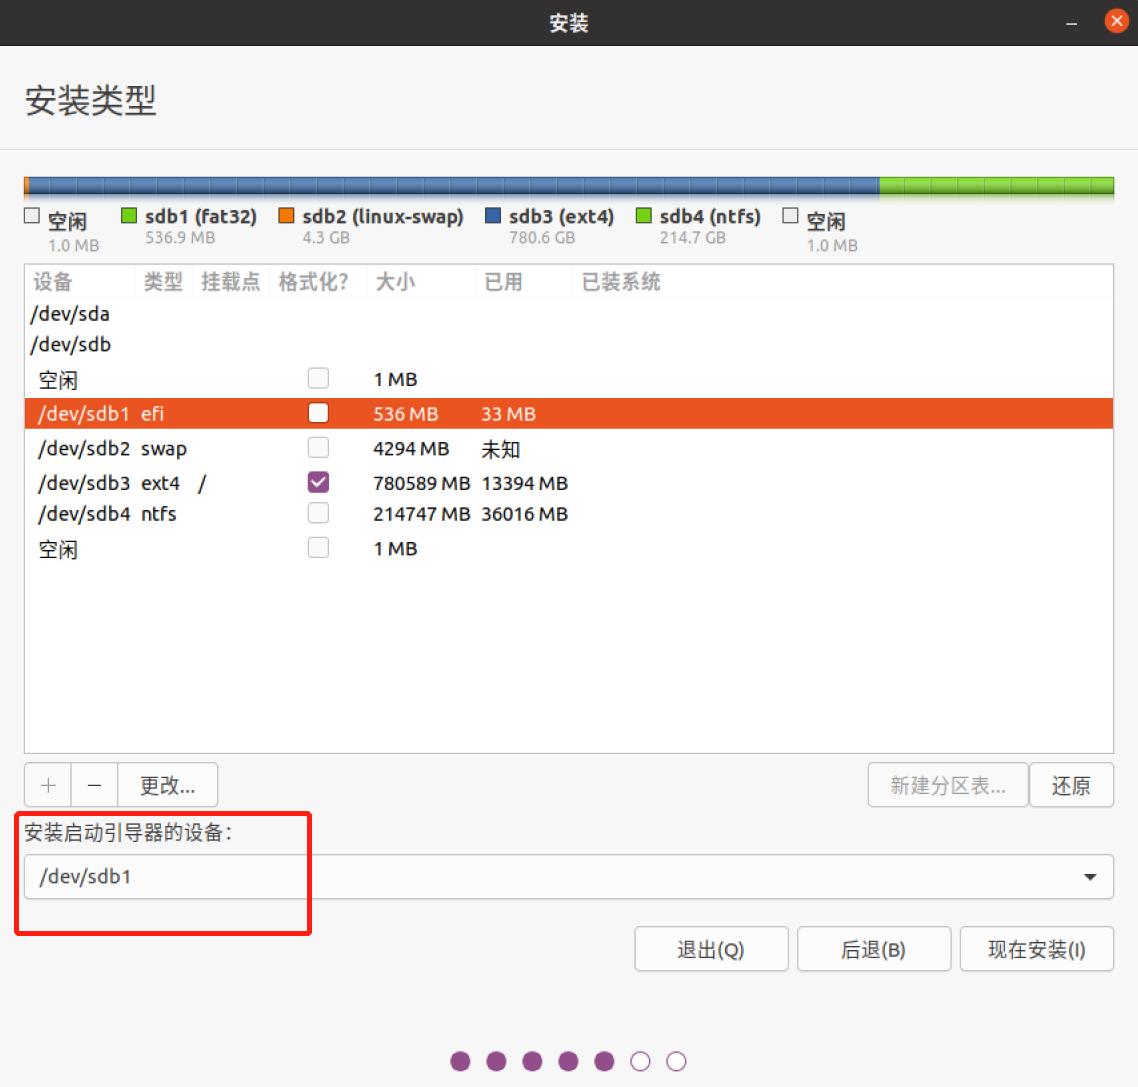 安装
安装类型
空闲 sdb1 (fat32) sdb2 (linux-swap) sdb3 (ext4) sdb4 (ntfs) 空闲
1.0 MB 536.9 MB 4.3 GB 780.6 GB 214.7 GB 1.0 MB
设备 类型 挂载点 格式化? 大小 已用 已装系统
/dev/sda
/dev/sdb
空闲 1 MB
/dev/sdb1 efi 536 MB 33 MB
/dev/sdb2 swap 4294 MB 未知
/dev/sdb3 ext4 / 780589 MB 13394 MB
/dev/sdb4 ntfs 214747 MB 36016 MB
空闲 1 MB
+ − 更改... 新建分区表... 还原
安装启动引导器的设备：
/dev/sdb1
退出(Q) 后退(B) 现在安装(I)